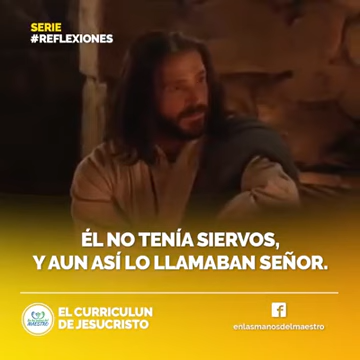 SERIE
#REFLEXIONES
ÉL NO TENÍA SIERVOS,
Y AUN ASÍ LO LLAMABAN SEÑOR.
EL CURRICULUN
DE JESUCRISTO
enlasmanosdelmaestro